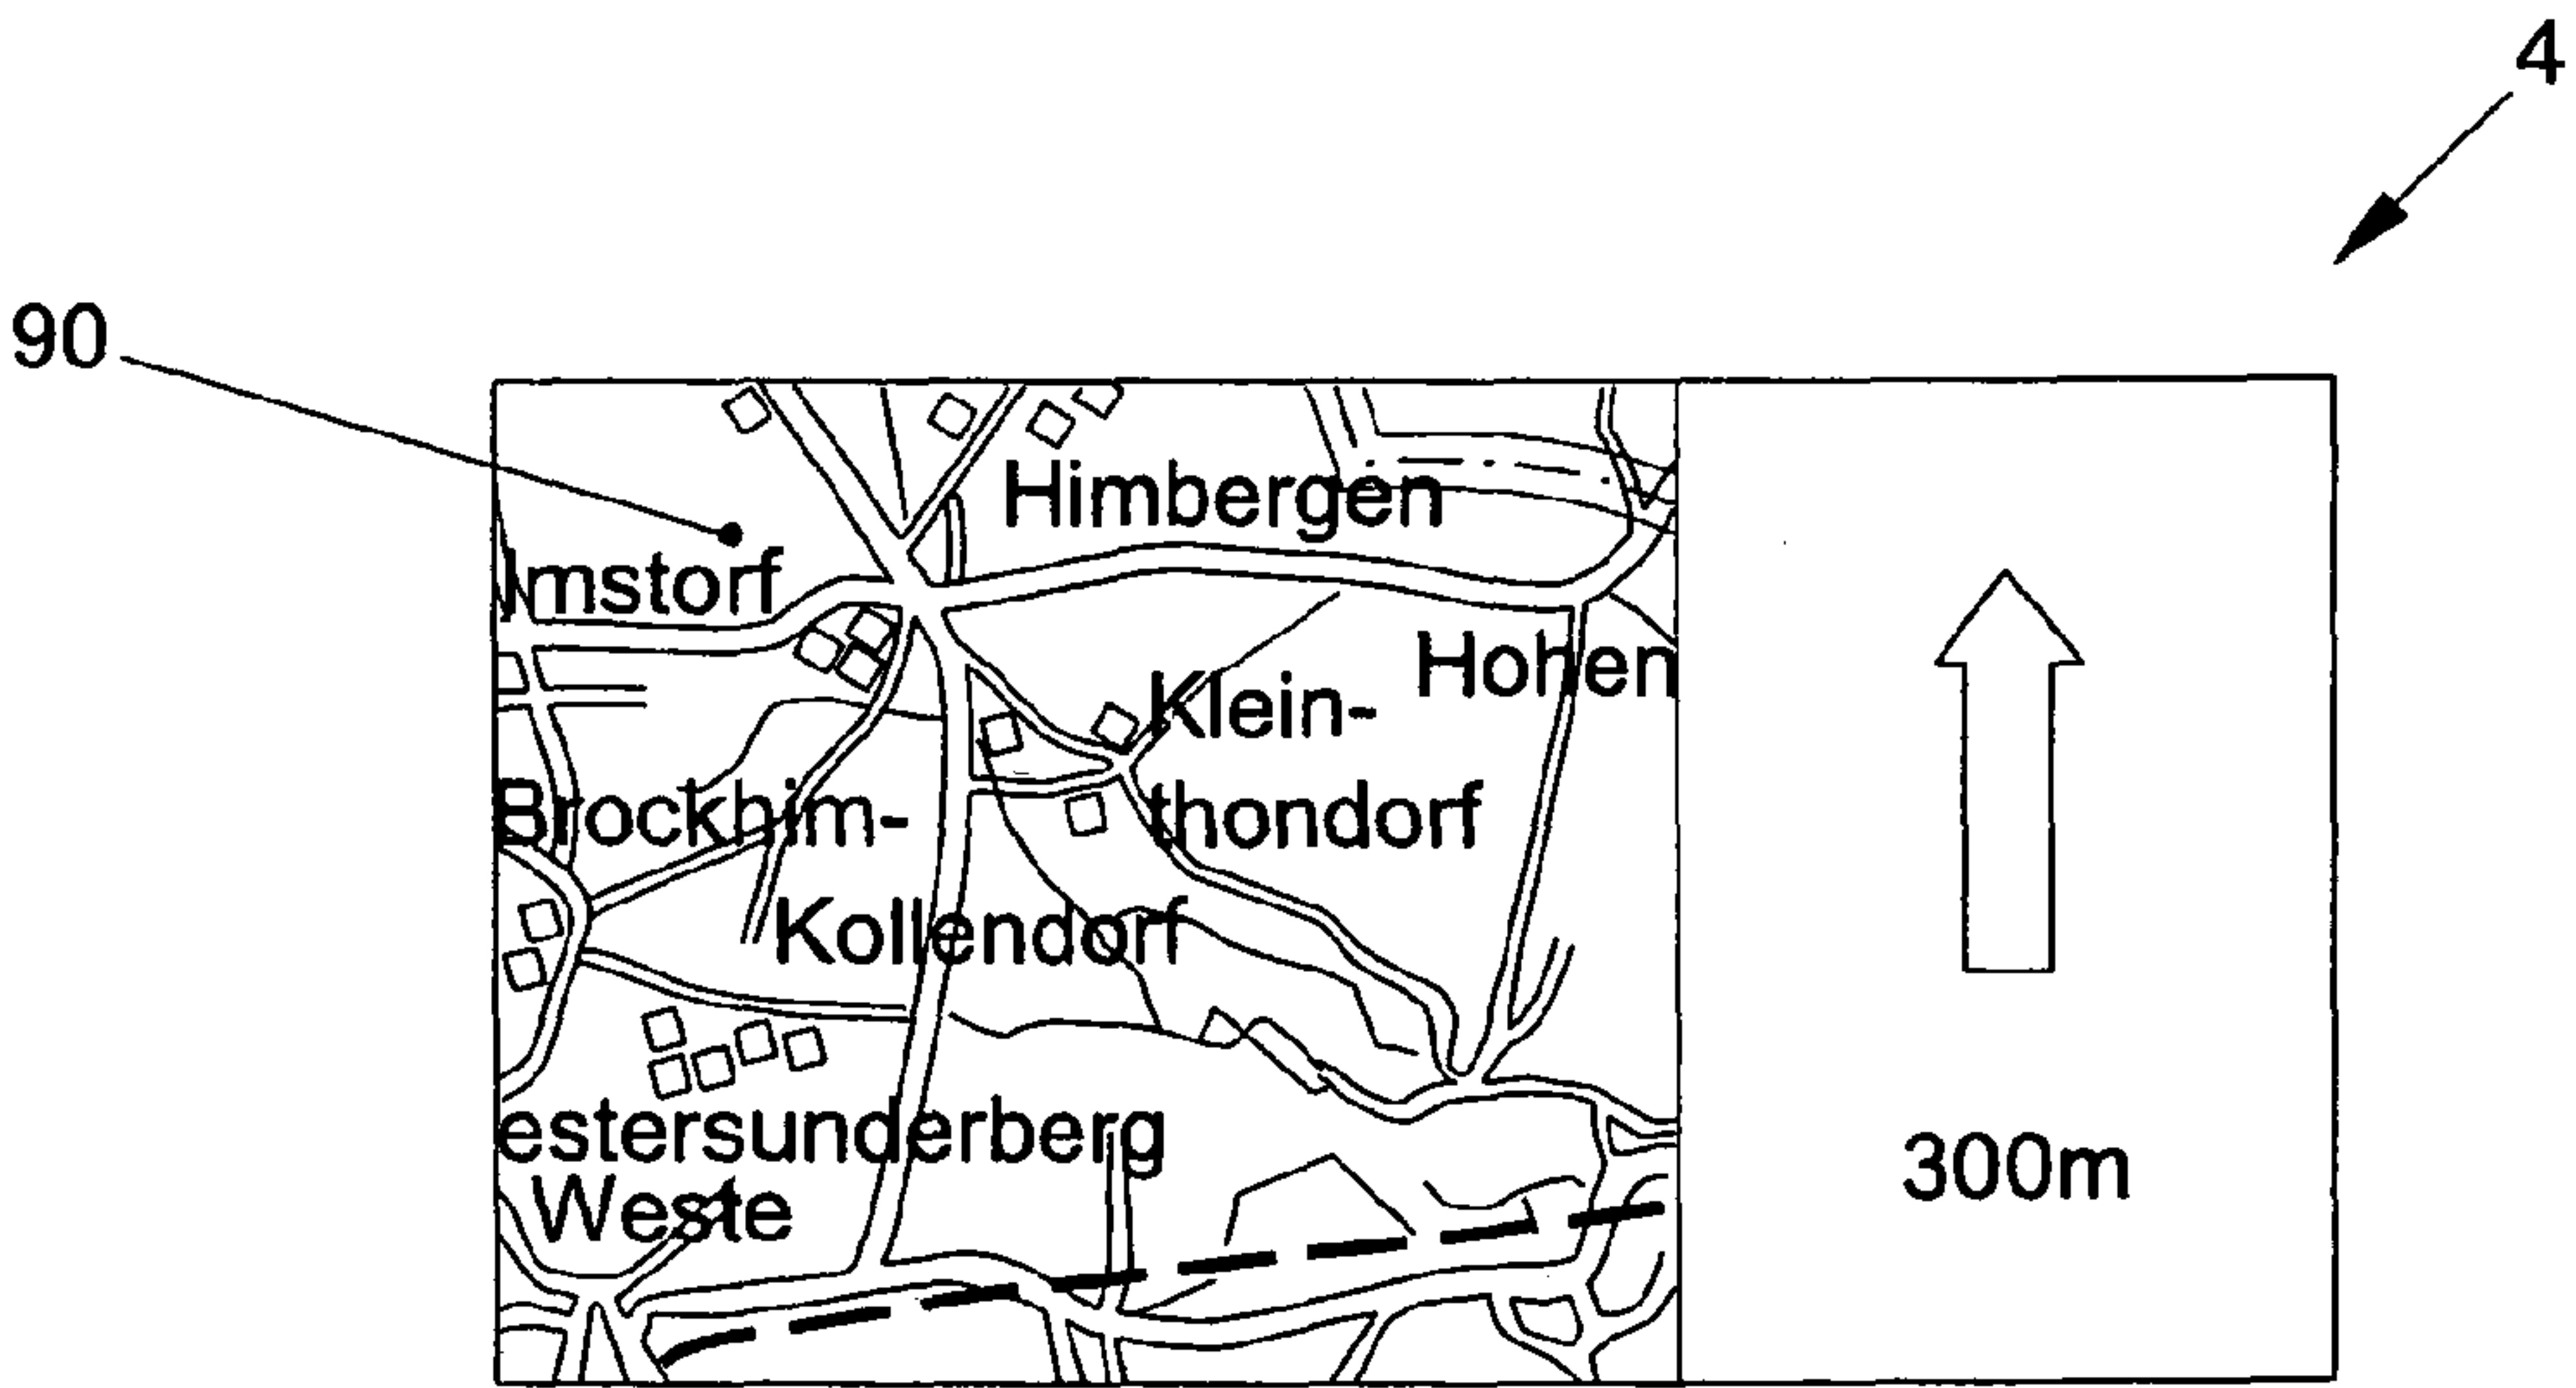 4
90
Himbergen
Imstorf
Hohen
Klein-
thondorf
Brockhim-
Kollendorf
estersunderberg
Weste
300m